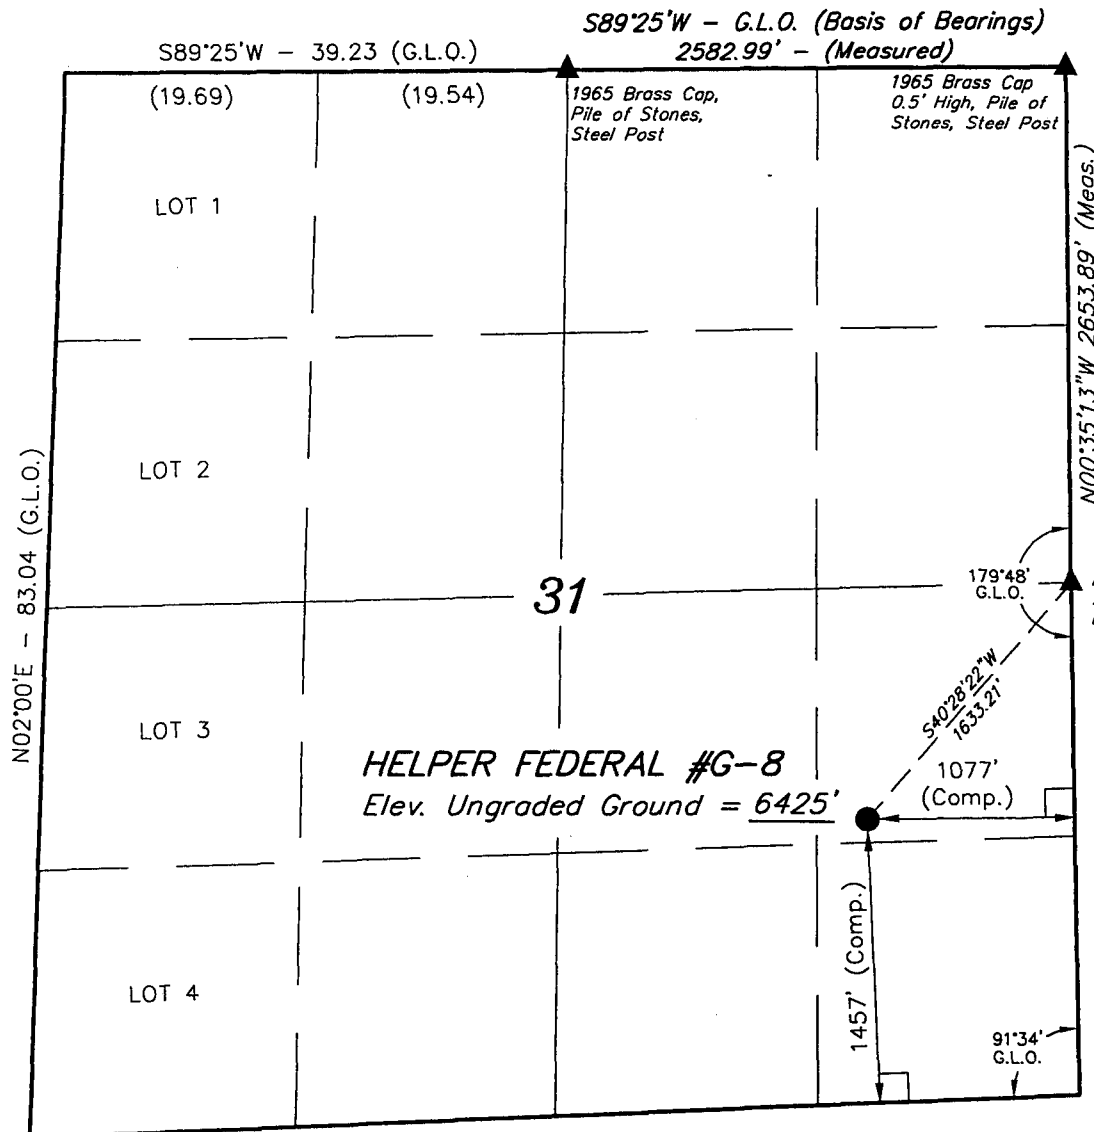 S89°25'W - G.L.O. (Basis of Bearings)
S89°25'W - 39.23 (G.L.O.)
2582.99' - (Measured)
(19.69)
(19.54)
1965 Brass Cap,
Pile of Stones,
Steel Post
1965 Brass Cap
0.5' High, Pile of
Stones, Steel Post
LOT 1
N00°35'13"W 2653.89' (Meas.)
LOT 2
N02°00'E - 83.04 (G.L.O.)
179°48'
G.L.O.
31
S40°28'22"W
1633.21'
LOT 3
HELPER FEDERAL #G-8
Elev. Ungraded Ground = 6425'
1077'
(Comp.)
1457' (Comp.)
LOT 4
91°34'
G.L.O.